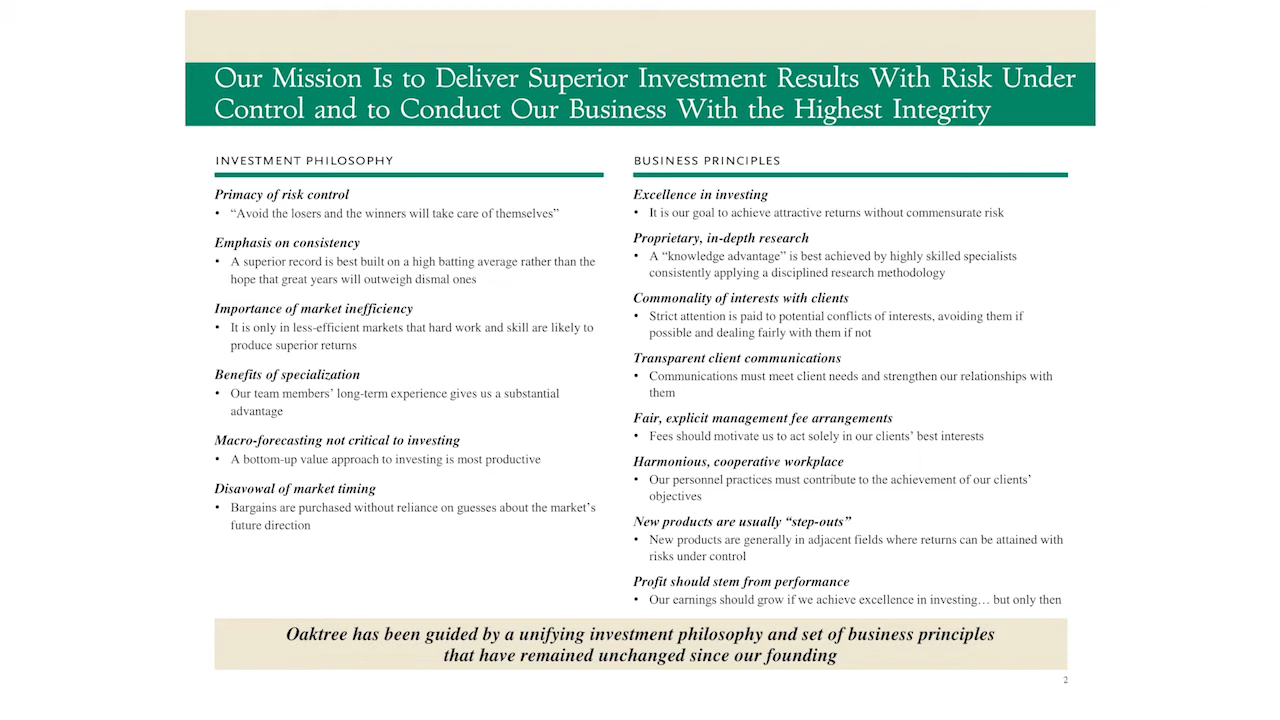 Our Mission Is to Deliver Superior Investment Results With Risk Under
Control and to Conduct Our Business With the Highest Integrity
INVESTMENT PHILOSOPHY
Primacy of risk control
• “Avoid the losers and the winners will take care of themselves”
Emphasis on consistency
• A superior record is best built on a high batting average rather than the
hope that great years will outweigh dismal ones
Importance of market inefficiency
• It is only in less-efficient markets that hard work and skill are likely to
produce superior returns
Benefits of specialization
• Our team members’ long-term experience gives us a substantial
advantage
Macro-forecasting not critical to investing
• A bottom-up value approach to investing is most productive
Disavowal of market timing
• Bargains are purchased without reliance on guesses about the market’s
future direction
BUSINESS PRINCIPLES
Excellence in investing
• It is our goal to achieve attractive returns without commensurate risk
Proprietary, in-depth research
• A “knowledge advantage” is best achieved by highly skilled specialists
consistently applying a disciplined research methodology
Commonality of interests with clients
• Strict attention is paid to potential conflicts of interests, avoiding them if
possible and dealing fairly with them if not
Transparent client communications
• Communications must meet client needs and strengthen our relationships with
them
Fair, explicit management fee arrangements
• Fees should motivate us to act solely in our clients’ best interests
Harmonious, cooperative workplace
• Our personnel practices must contribute to the achievement of our clients’
objectives
New products are usually “step-outs”
• New products are generally in adjacent fields where returns can be attained with
risks under control
Profit should stem from performance
• Our earnings should grow if we achieve excellence in investing… but only then
Oaktree has been guided by a unifying investment philosophy and set of business principles
that have remained unchanged since our founding
2